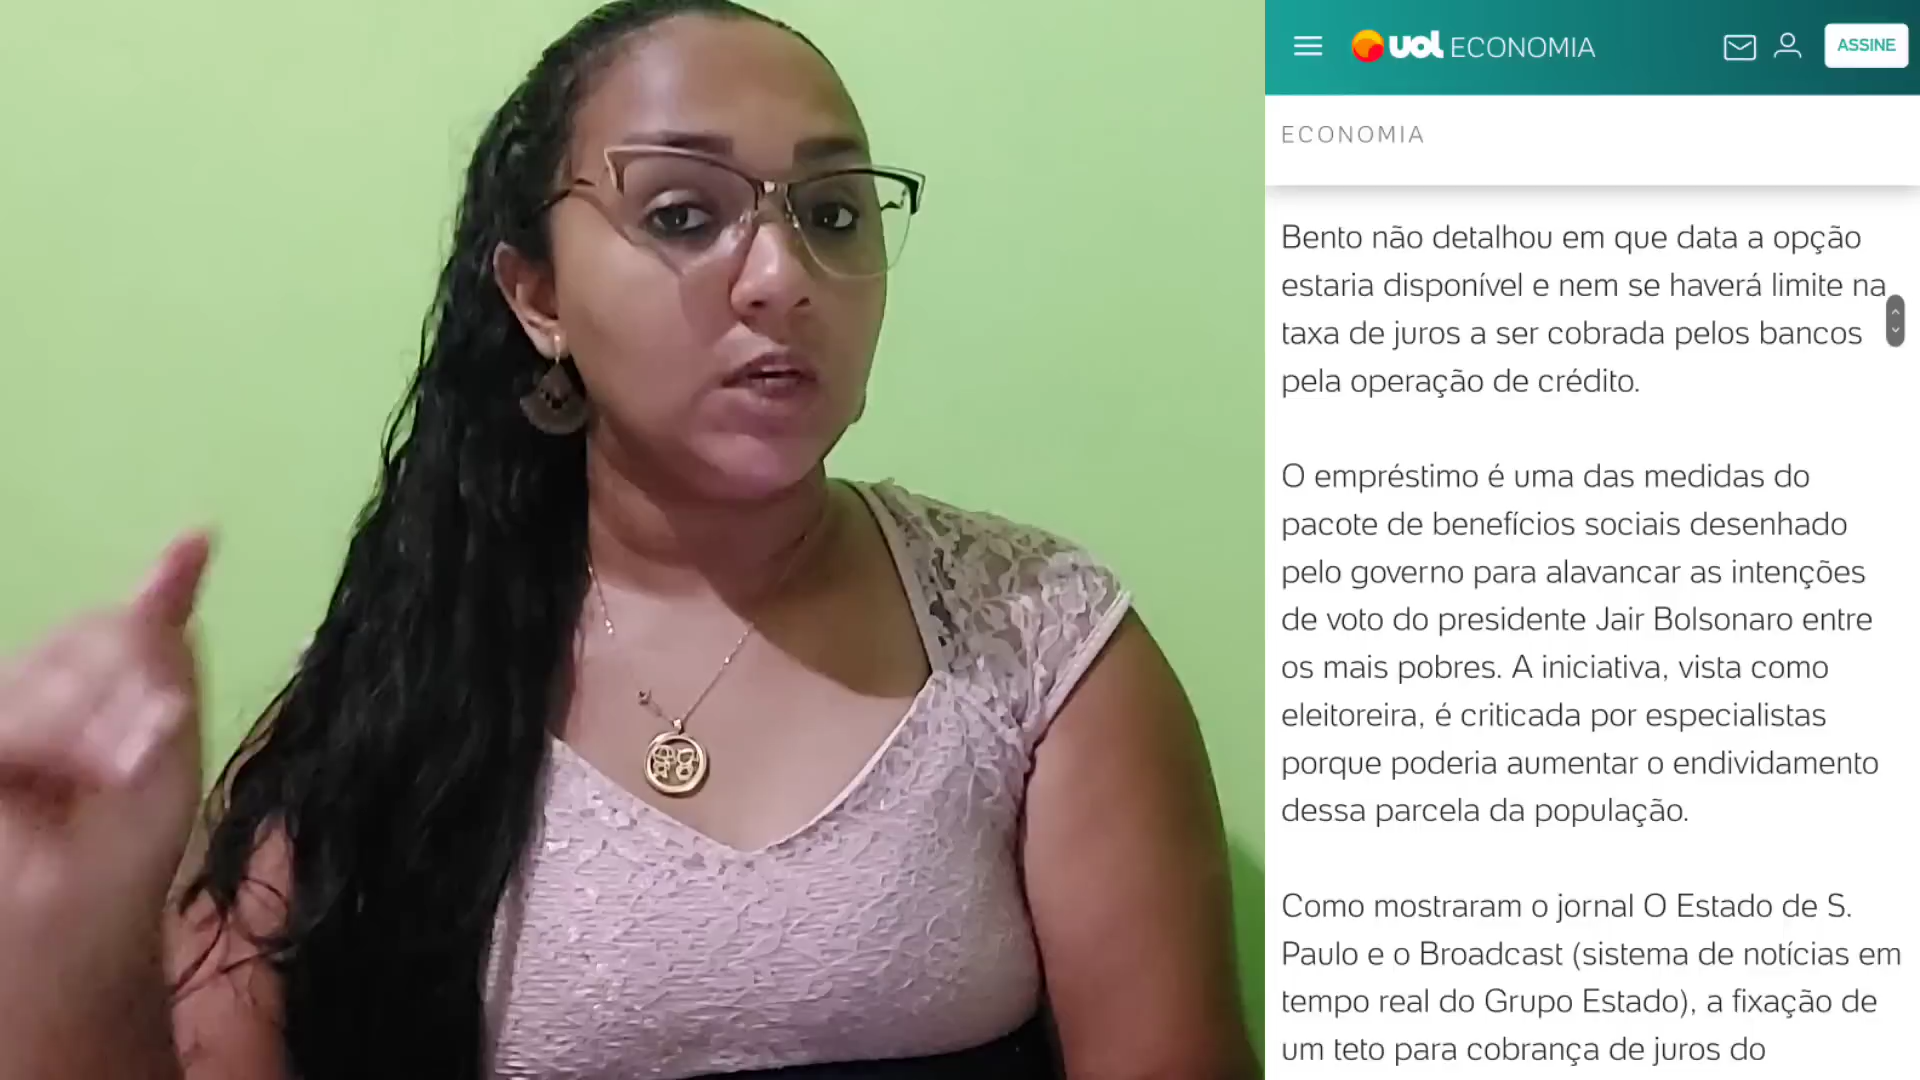 uol ECONOMIA
ASSINE
ECONOMIA
Bento não detalhou em que data a opção
estaria disponível e nem se haverá limite na
taxa de juros a ser cobrada pelos bancos
pela operação de crédito.
O empréstimo é uma das medidas do
pacote de benefícios sociais desenhado
pelo governo para alavancar as intenções
de voto do presidente Jair Bolsonaro entre
os mais pobres. A iniciativa, vista como
eleitoreira, é criticada por especialistas
porque poderia aumentar o endividamento
dessa parcela da população.
Como mostraram o jornal O Estado de S.
Paulo e o Broadcast (sistema de notícias em
tempo real do Grupo Estado), a fixação de
um teto para cobrança de juros do